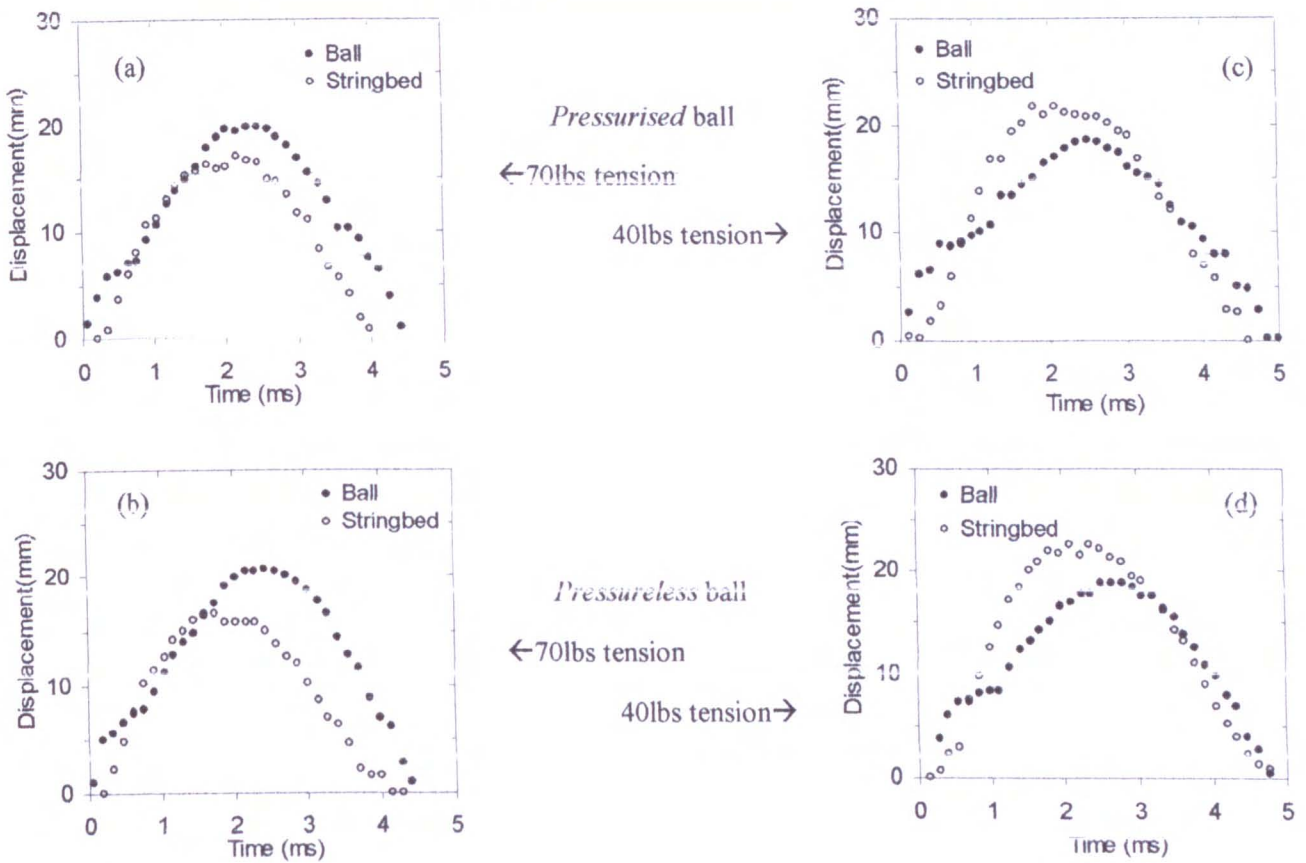 30
(a)
Ball
Stringbed
20
10
0
Displacement(mm)
0 1 2 3 4 5
Time (ms)
Pressurised ball
←70lbs tension
40lbs tension→
30
Ball
Stringbed
(c)
20
10
0
Displacement(mm)
0 1 2 3 4 5
Time (ms)
30
(b)
Ball
Stringbed
20
10
0
Displacement(mm)
0 1 2 3 4 5
Time (ms)
Pressureless ball
←70lbs tension
40lbs tension→
30
Ball
Stringbed
(d)
20
10
0
Displacement(mm)
0 1 2 3 4 5
Time (ms)